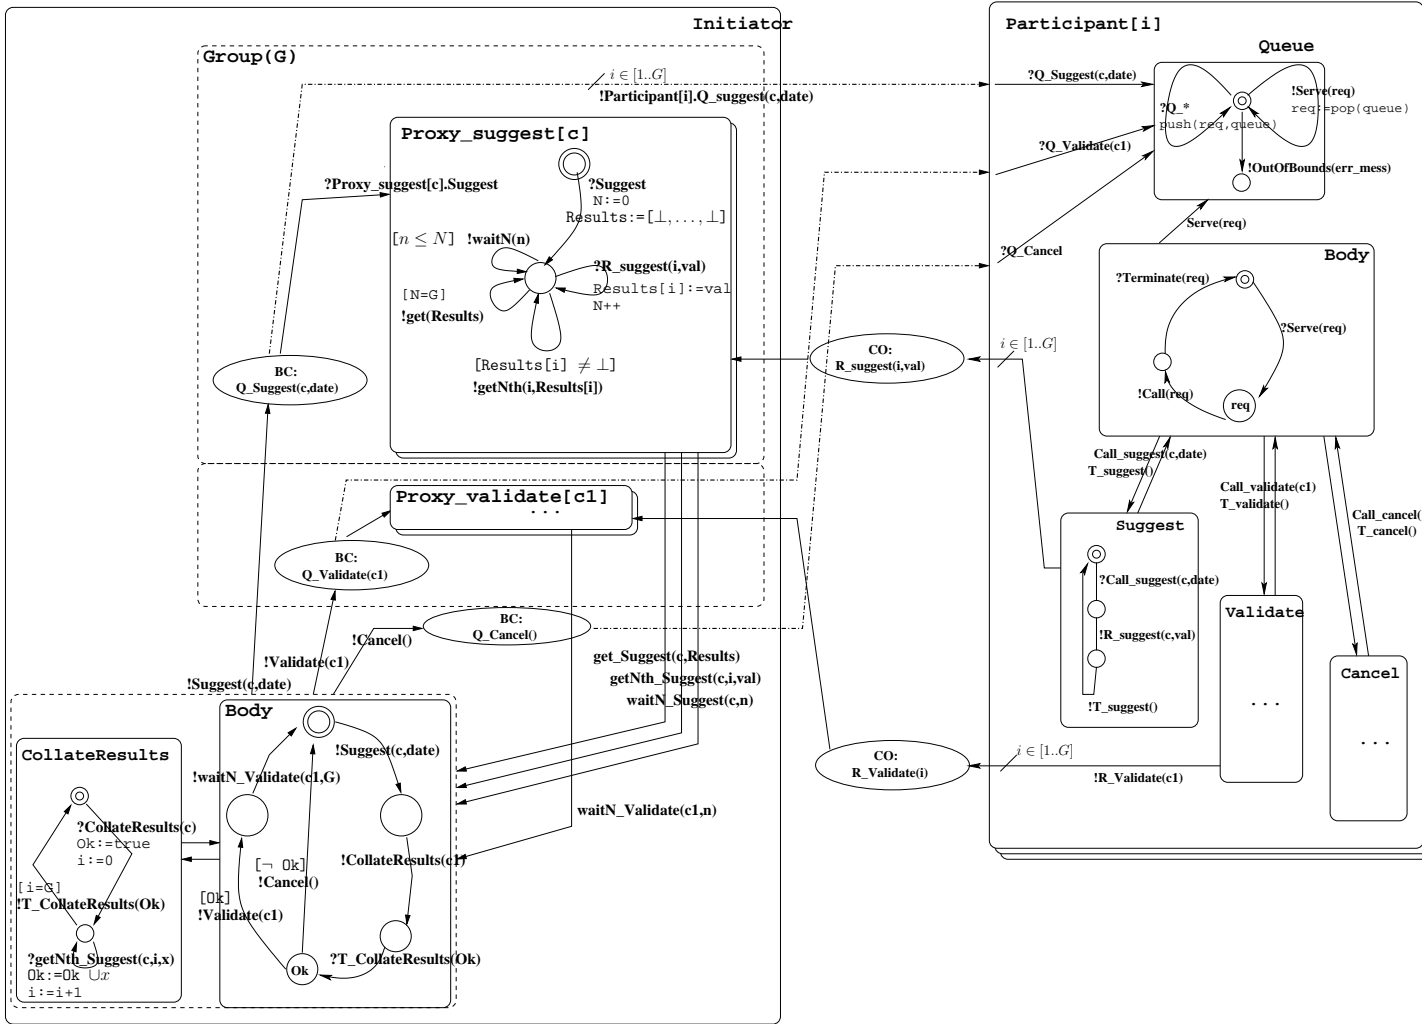 Initiator
Group(G)
i ∈ [1..G]
!Participant[i].Q_suggest(c,date)
Proxy_suggest[c]
?Proxy_suggest[c].Suggest
?Suggest
N:=0
Results:=[⊥,...,⊥]
[n ≤ N]
!waitN(n)
?R_suggest(i,val)
Results[i]:=val
N++
[N=G]
!get(Results)
[Results[i] ≠ ⊥]
!getNth(i,Results[i])
BC:
Q_Suggest(c,date)
Proxy_validate[c1]
...
BC:
Q_Validate(c1)
BC:
Q_Cancel()
!Cancel()
!Validate(c1)
!Suggest(c,date)
get_Suggest(c,Results)
getNth_Suggest(c,i,val)
waitN_Suggest(c,n)
waitN_Validate(c1,n)
Body
!Suggest(c,date)
!waitN_Validate(c1,G)
!CollateResults(c1)
[¬ Ok]
!Cancel()
[Ok]
!Validate(c1)
?T_CollateResults(Ok)
Ok
CollateResults
?CollateResults(c)
Ok:=true
i:=0
[i=G]
!T_CollateResults(Ok)
?getNth_Suggest(c,i,x)
Ok:=Ok ∪x
i:=i+1
CO:
R_suggest(i,val)
i ∈ [1..G]
CO:
R_Validate(i)
i ∈ [1..G]
!R_Validate(c1)
Participant[i]
Queue
?Q_Suggest(c,date)
?Q_Validate(c1)
?Q_Cancel
?Q_*
push(req,queue)
!Serve(req)
req:=pop(queue)
!OutOfBounds(err_mess)
Serve(req)
Body
?Terminate(req)
?Serve(req)
!Call(req)
req
Call_suggest(c,date)
T_suggest()
Call_validate(c1)
T_validate()
Call_cancel(
T_cancel()
Suggest
?Call_suggest(c,date)
!R_suggest(c,val)
!T_suggest()
Validate
...
Cancel
...